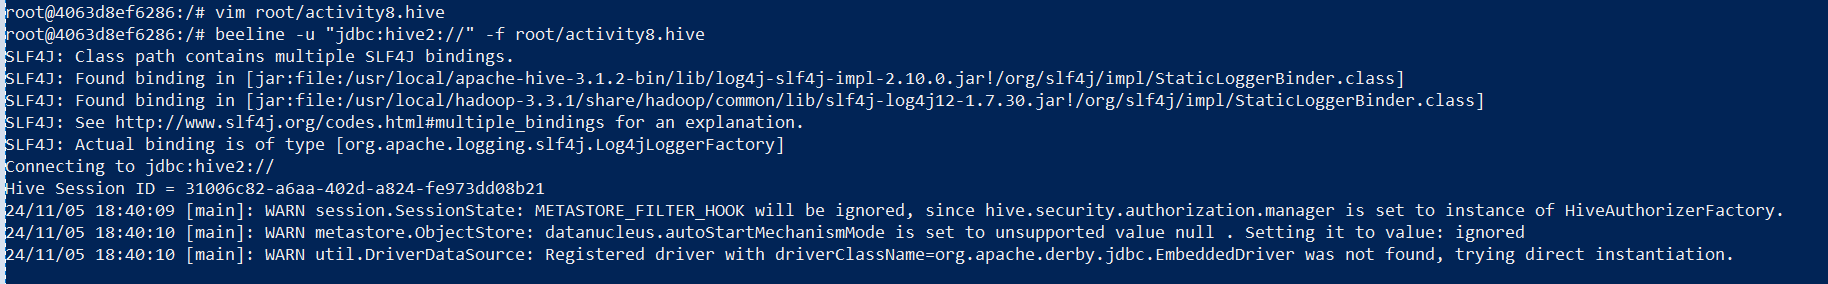 root@4063d8ef6286:/# vim root/activity8.hive
root@4063d8ef6286:/# beeline -u "jdbc:hive2://" -f root/activity8.hive
SLF4J: Class path contains multiple SLF4J bindings.
SLF4J: Found binding in [jar:file:/usr/local/apache-hive-3.1.2-bin/lib/log4j-slf4j-impl-2.10.0.jar!/org/slf4j/impl/StaticLoggerBinder.class]
SLF4J: Found binding in [jar:file:/usr/local/hadoop-3.3.1/share/hadoop/common/lib/slf4j-log4j12-1.7.30.jar!/org/slf4j/impl/StaticLoggerBinder.class]
SLF4J: See http://www.slf4j.org/codes.html#multiple_bindings for an explanation.
SLF4J: Actual binding is of type [org.apache.logging.slf4j.Log4jLoggerFactory]
Connecting to jdbc:hive2://
Hive Session ID = 31006c82-a6aa-402d-a824-fe973dd08b21
24/11/05 18:40:09 [main]: WARN session.SessionState: METASTORE_FILTER_HOOK will be ignored, since hive.security.authorization.manager is set to instance of HiveAuthorizerFactory.
24/11/05 18:40:10 [main]: WARN metastore.ObjectStore: datanucleus.autoStartMechanismMode is set to unsupported value null . Setting it to value: ignored
24/11/05 18:40:10 [main]: WARN util.DriverDataSource: Registered driver with driverClassName=org.apache.derby.jdbc.EmbeddedDriver was not found, trying direct instantiation.